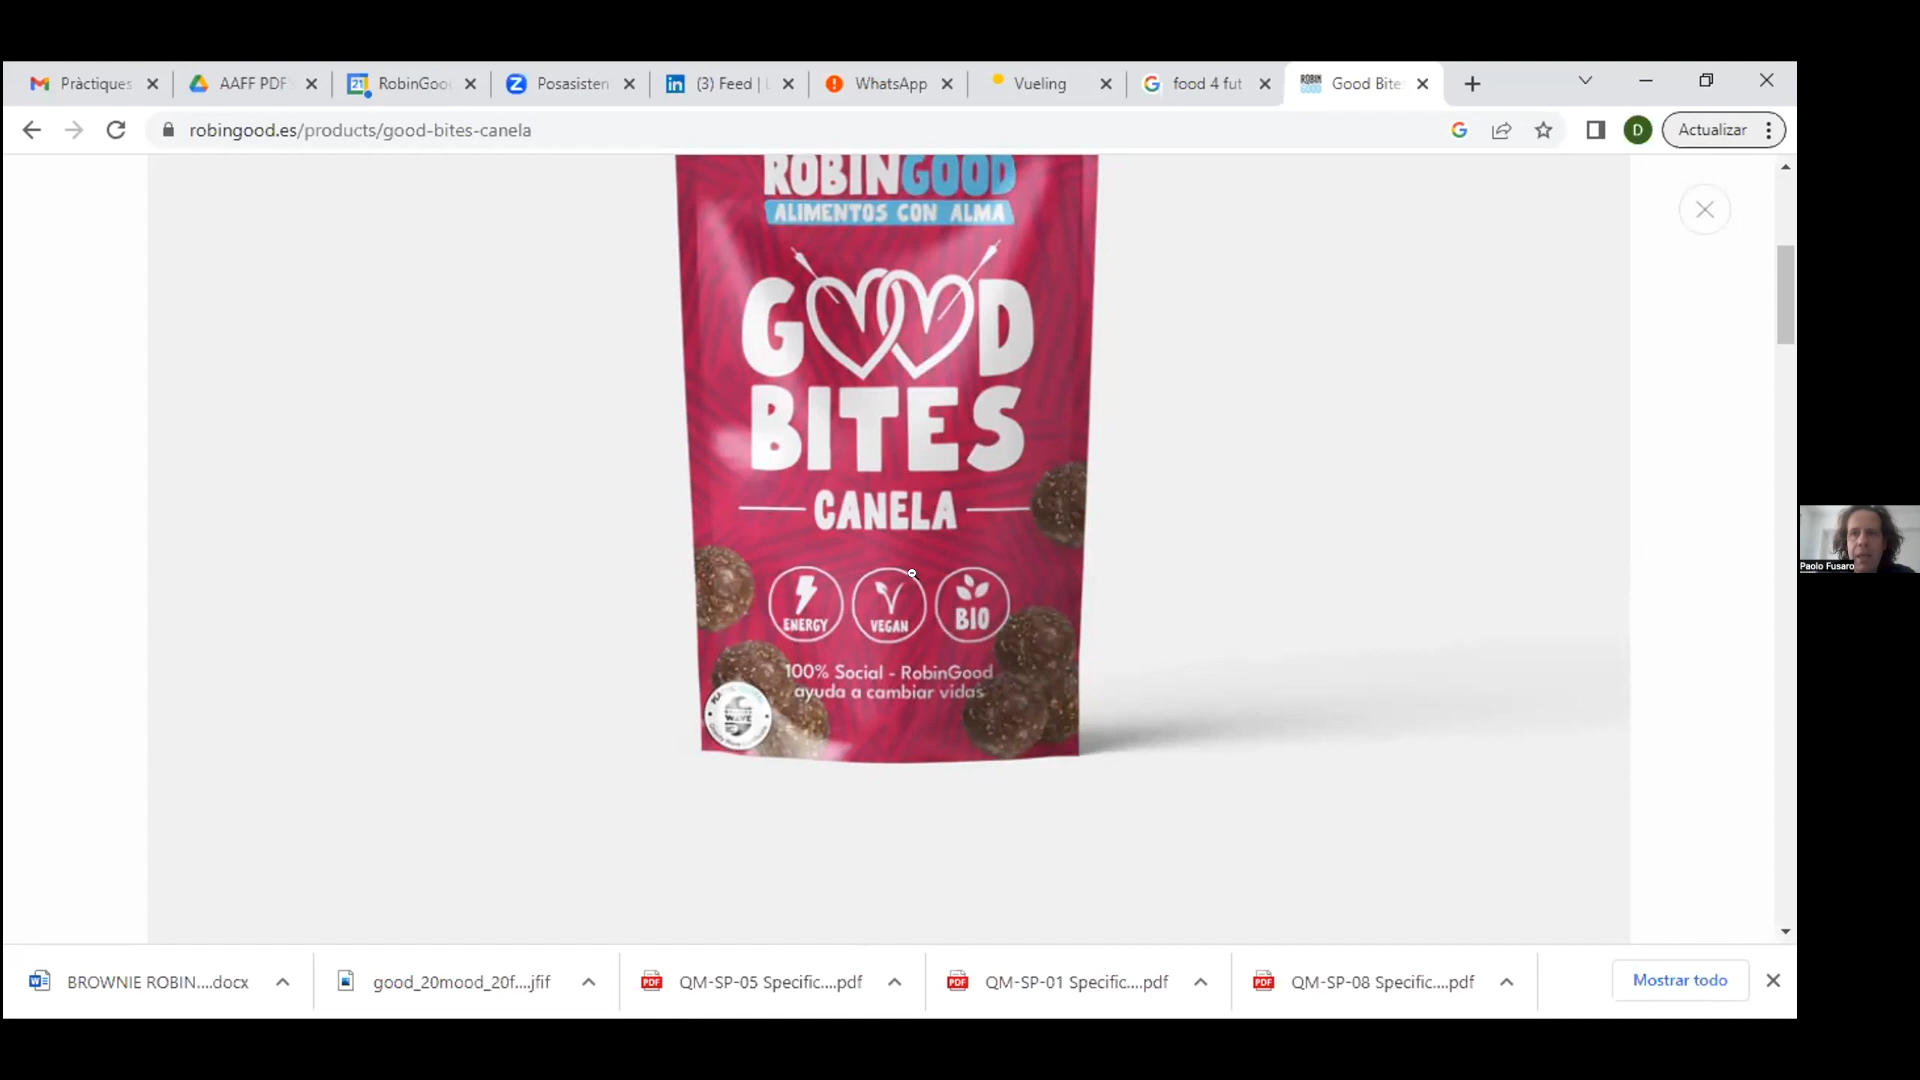 Pràctiques
AAFF PDF
RobinGoo
Posasisten
(3) Feed | L
WhatsApp
Vueling
food 4 fut
Good Bite
robingood.es/products/good-bites-canela
Actualizar
ROBINGOOD
ALIMENTOS CON ALMA
GOOD
BITES
CANELA
ENERGY
VEGAN
BIO
100% Social - RobinGood
ayuda a cambiar vidas
WAVE
Paolo Fusaro
BROWNIE ROBIN....docx
good_20mood_20f....jfif
QM-SP-05 Specific....pdf
QM-SP-01 Specific....pdf
QM-SP-08 Specific....pdf
Mostrar todo